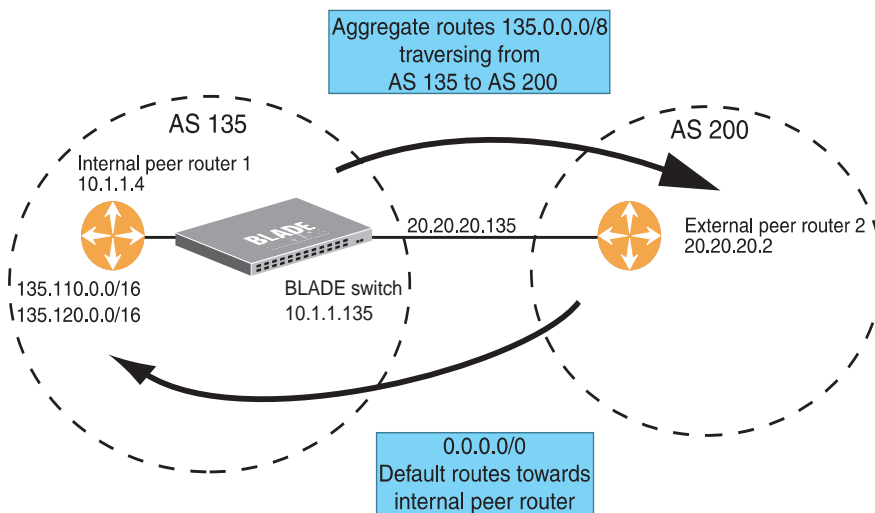 Aggregate routes 135.0.0.0/8
traversing from
AS 135 to AS 200
AS 135
AS 200
Internal peer router 1
10.1.1.4
BLADE
20.20.20.135
External peer router 2
20.20.20.2
135.110.0.0/16
135.120.0.0/16
BLADE switch
10.1.1.135
0.0.0.0/0
Default routes towards
internal peer router